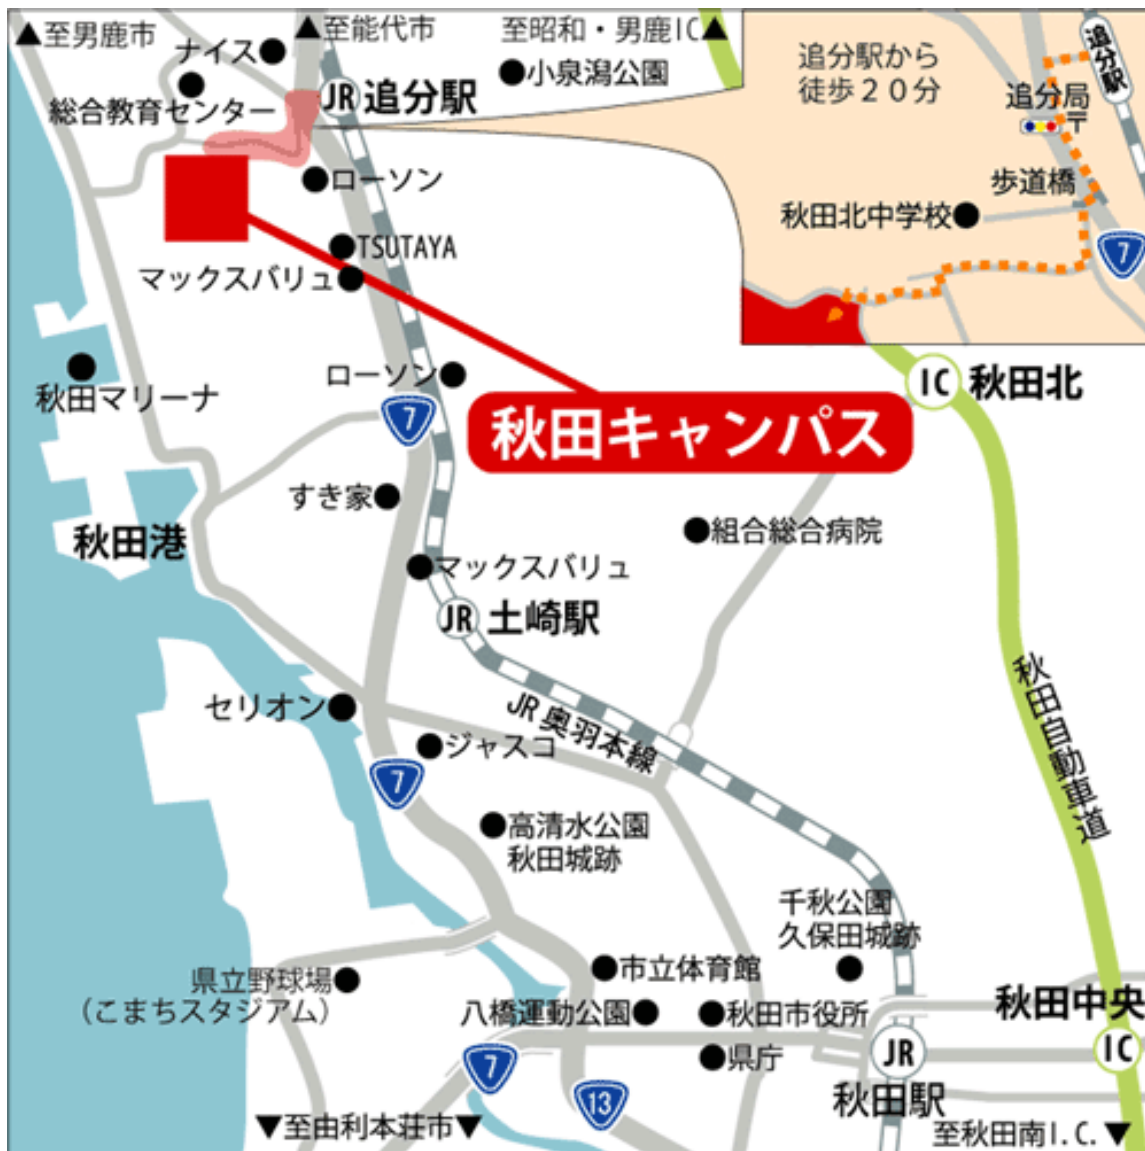 ▲至男鹿市
▲至能代市
至昭和・男鹿IC▲
ナイス
小泉潟公園
総合教育センター
JR 追分駅
追分駅から
徒歩20分
追分駅
追分局
〒
歩道橋
秋田北中学校
7
ローソン
TSUTAYA
マックスバリュ
ローソン
秋田マリーナ
7
IC 秋田北
秋田キャンパス
すき家
組合総合病院
秋田港
マックスバリュ
JR 土崎駅
秋田自動車道
セリオン
JR奥羽本線
ジャスコ
7
高清水公園
秋田城跡
千秋公園
久保田城跡
県立野球場
(こまちスタジアム)
市立体育館
八橋運動公園
秋田市役所
県庁
秋田中央
IC
JR
秋田駅
7
13
▼至由利本荘市▼
至秋田南I.C.▼